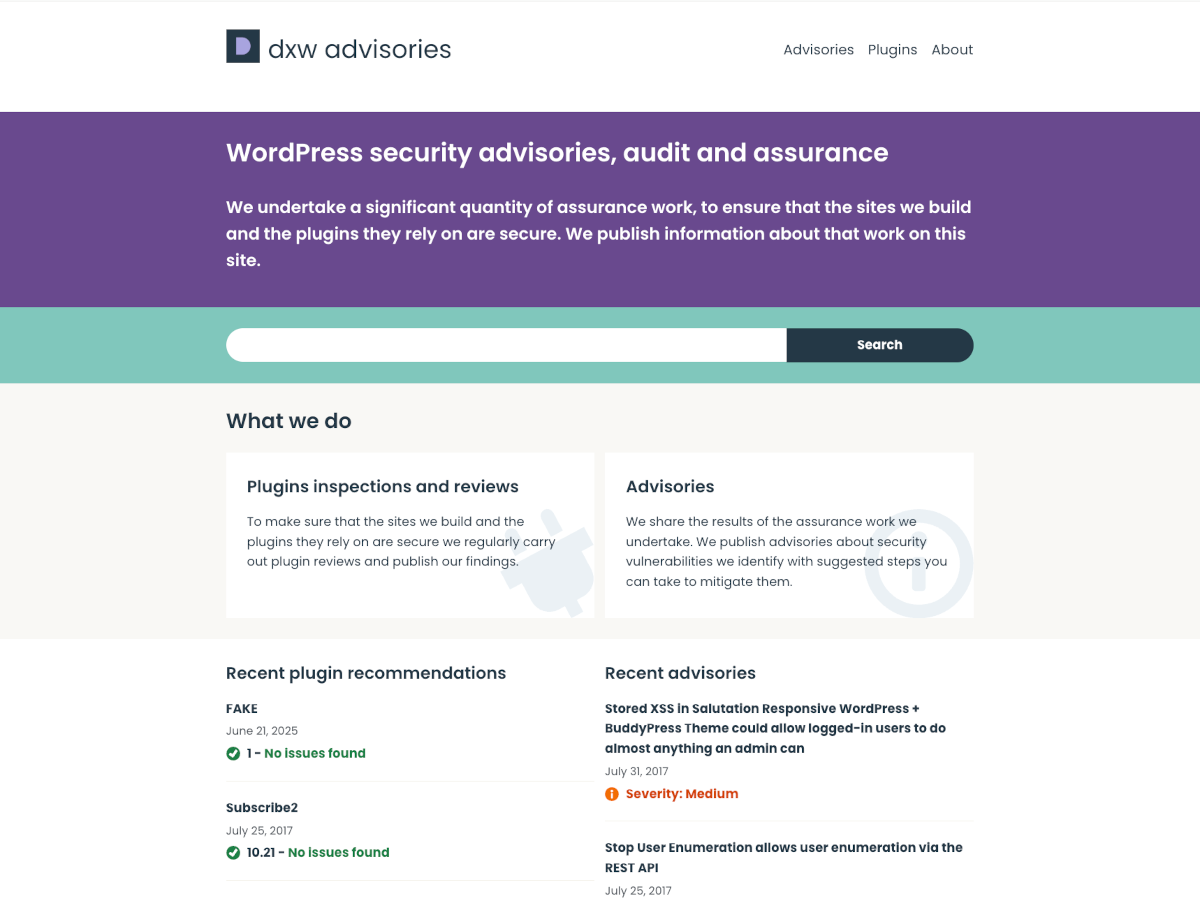 dxw advisories
Advisories Plugins About
WordPress security advisories, audit and assurance
We undertake a significant quantity of assurance work, to ensure that the sites we build
and the plugins they rely on are secure. We publish information about that work on this
site.
Search
What we do
Plugins inspections and reviews
To make sure that the sites we build and the
plugins they rely on are secure we regularly carry
out plugin reviews and publish our findings.
Advisories
We share the results of the assurance work we
undertake. We publish advisories about security
vulnerabilities we identify with suggested steps you
can take to mitigate them.
Recent plugin recommendations
FAKE
June 21, 2025
1 - No issues found
Subscribe2
July 25, 2017
10.21 - No issues found
Recent advisories
Stored XSS in Salutation Responsive WordPress +
BuddyPress Theme could allow logged-in users to do
almost anything an admin can
July 31, 2017
Severity: Medium
Stop User Enumeration allows user enumeration via the
REST API
July 25, 2017